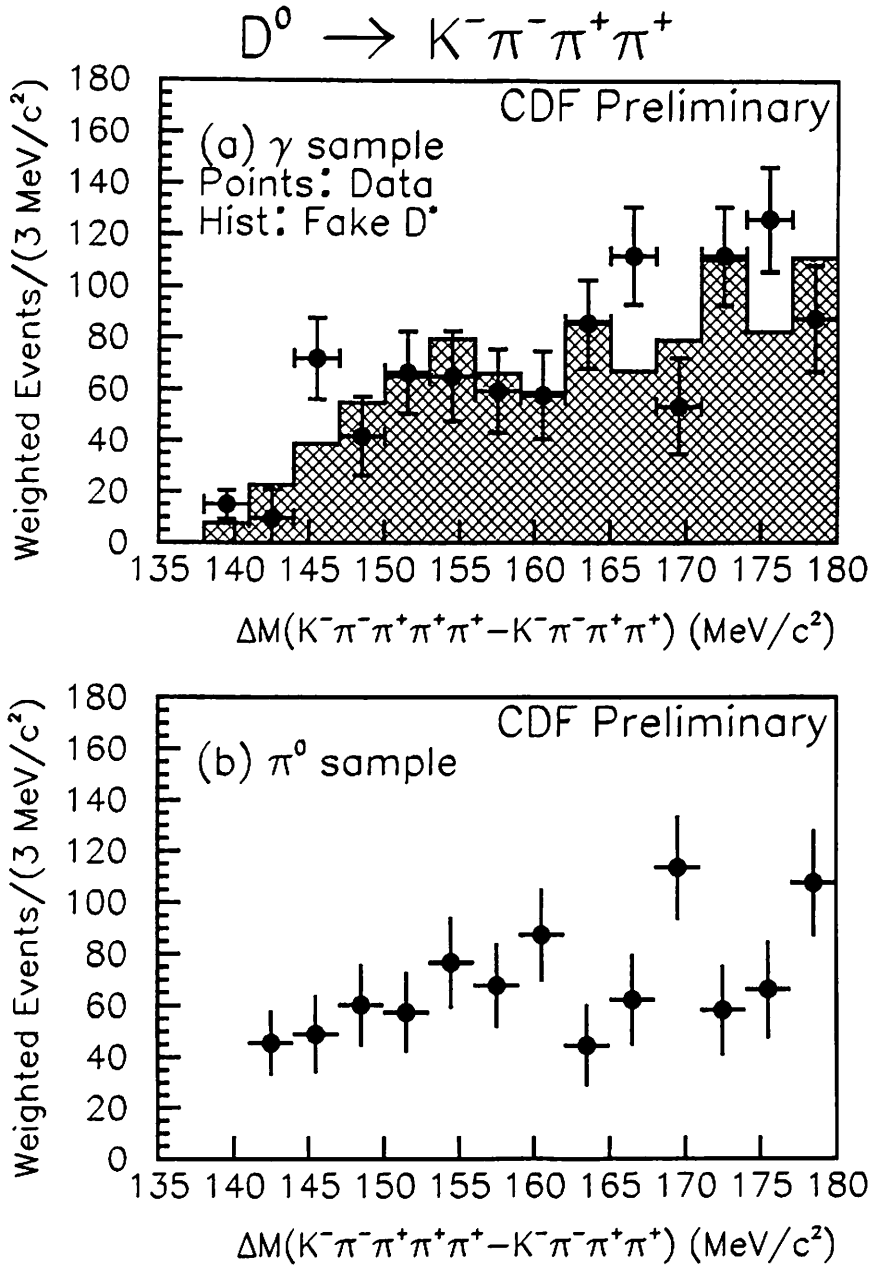 D⁰ → K⁻π⁻π⁺π⁺
Weighted Events/(3 MeV/c²)
180
160
140
120
100
80
60
40
20
0
CDF Preliminary
(a) γ sample
Points: Data
Hist: Fake D*
135 140 145 150 155 160 165 170 175 180
ΔM(K⁻π⁻π⁺π⁺π⁺−K⁻π⁻π⁺π⁺) (MeV/c²)
Weighted Events/(3 MeV/c²)
180
160
140
120
100
80
60
40
20
0
CDF Preliminary
(b) π⁰ sample
135 140 145 150 155 160 165 170 175 180
ΔM(K⁻π⁻π⁺π⁺π⁺−K⁻π⁻π⁺π⁺) (MeV/c²)